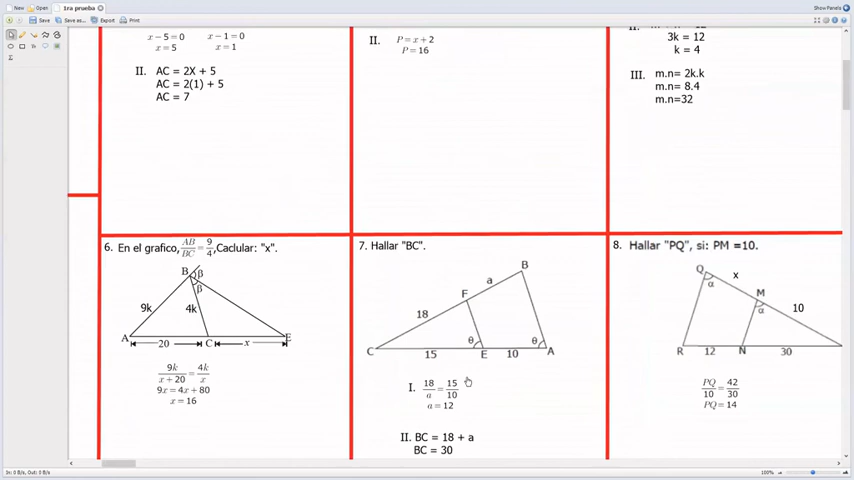 New
Open
1ra prueba
Show Panels
Save
Save as...
Export
Print
x − 5 = 0
x − 1 = 0
x = 5
x = 1
II. AC = 2X + 5
AC = 2(1) + 5
AC = 7
II. P = x + 2
P = 16
3k = 12
k = 4
III. m.n= 2k.k
m.n= 8.4
m.n=32
6. En el grafico, AB/BC = 9/4, Caclular: "x".
B
β
β
9k
4k
A
C
E
20
x
9k/(x + 20) = 4k/x
9x = 4x + 80
x = 16
7. Hallar "BC".
B
a
F
18
θ
θ
C
15
E
10
A
I. 18/a = 15/10
a = 12
II. BC = 18 + a
BC = 30
8. Hallar "PQ", si: PM =10.
Q
x
α
M
α
10
R
12
N
30
PQ/10 = 42/30
PQ = 14
In: 0 B/s, Out: 0 B/s
100%